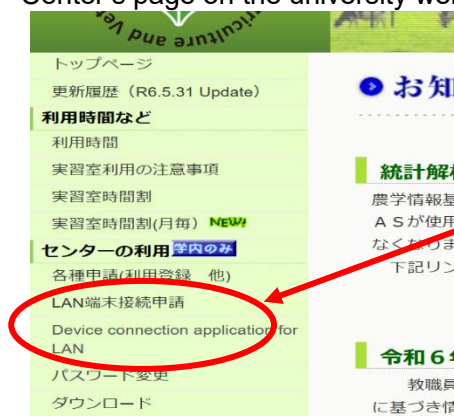 Center's page on the university
riculture and Vet
トップページ
更新履歴（R6.5.31 Update）
利用時間など
利用時間
実習室利用の注意事項
実習室時間割
実習室時間割(月毎) NEW!
センターの利用 学内のみ
各種申請(利用登録 他)
LAN端末接続申請
Device connection application for
LAN
パスワード変更
ダウンロード
お知
統計解
農学情報基
ＡＳが使用
なくなりま
下記リン
令和６
教職員
に基づき情